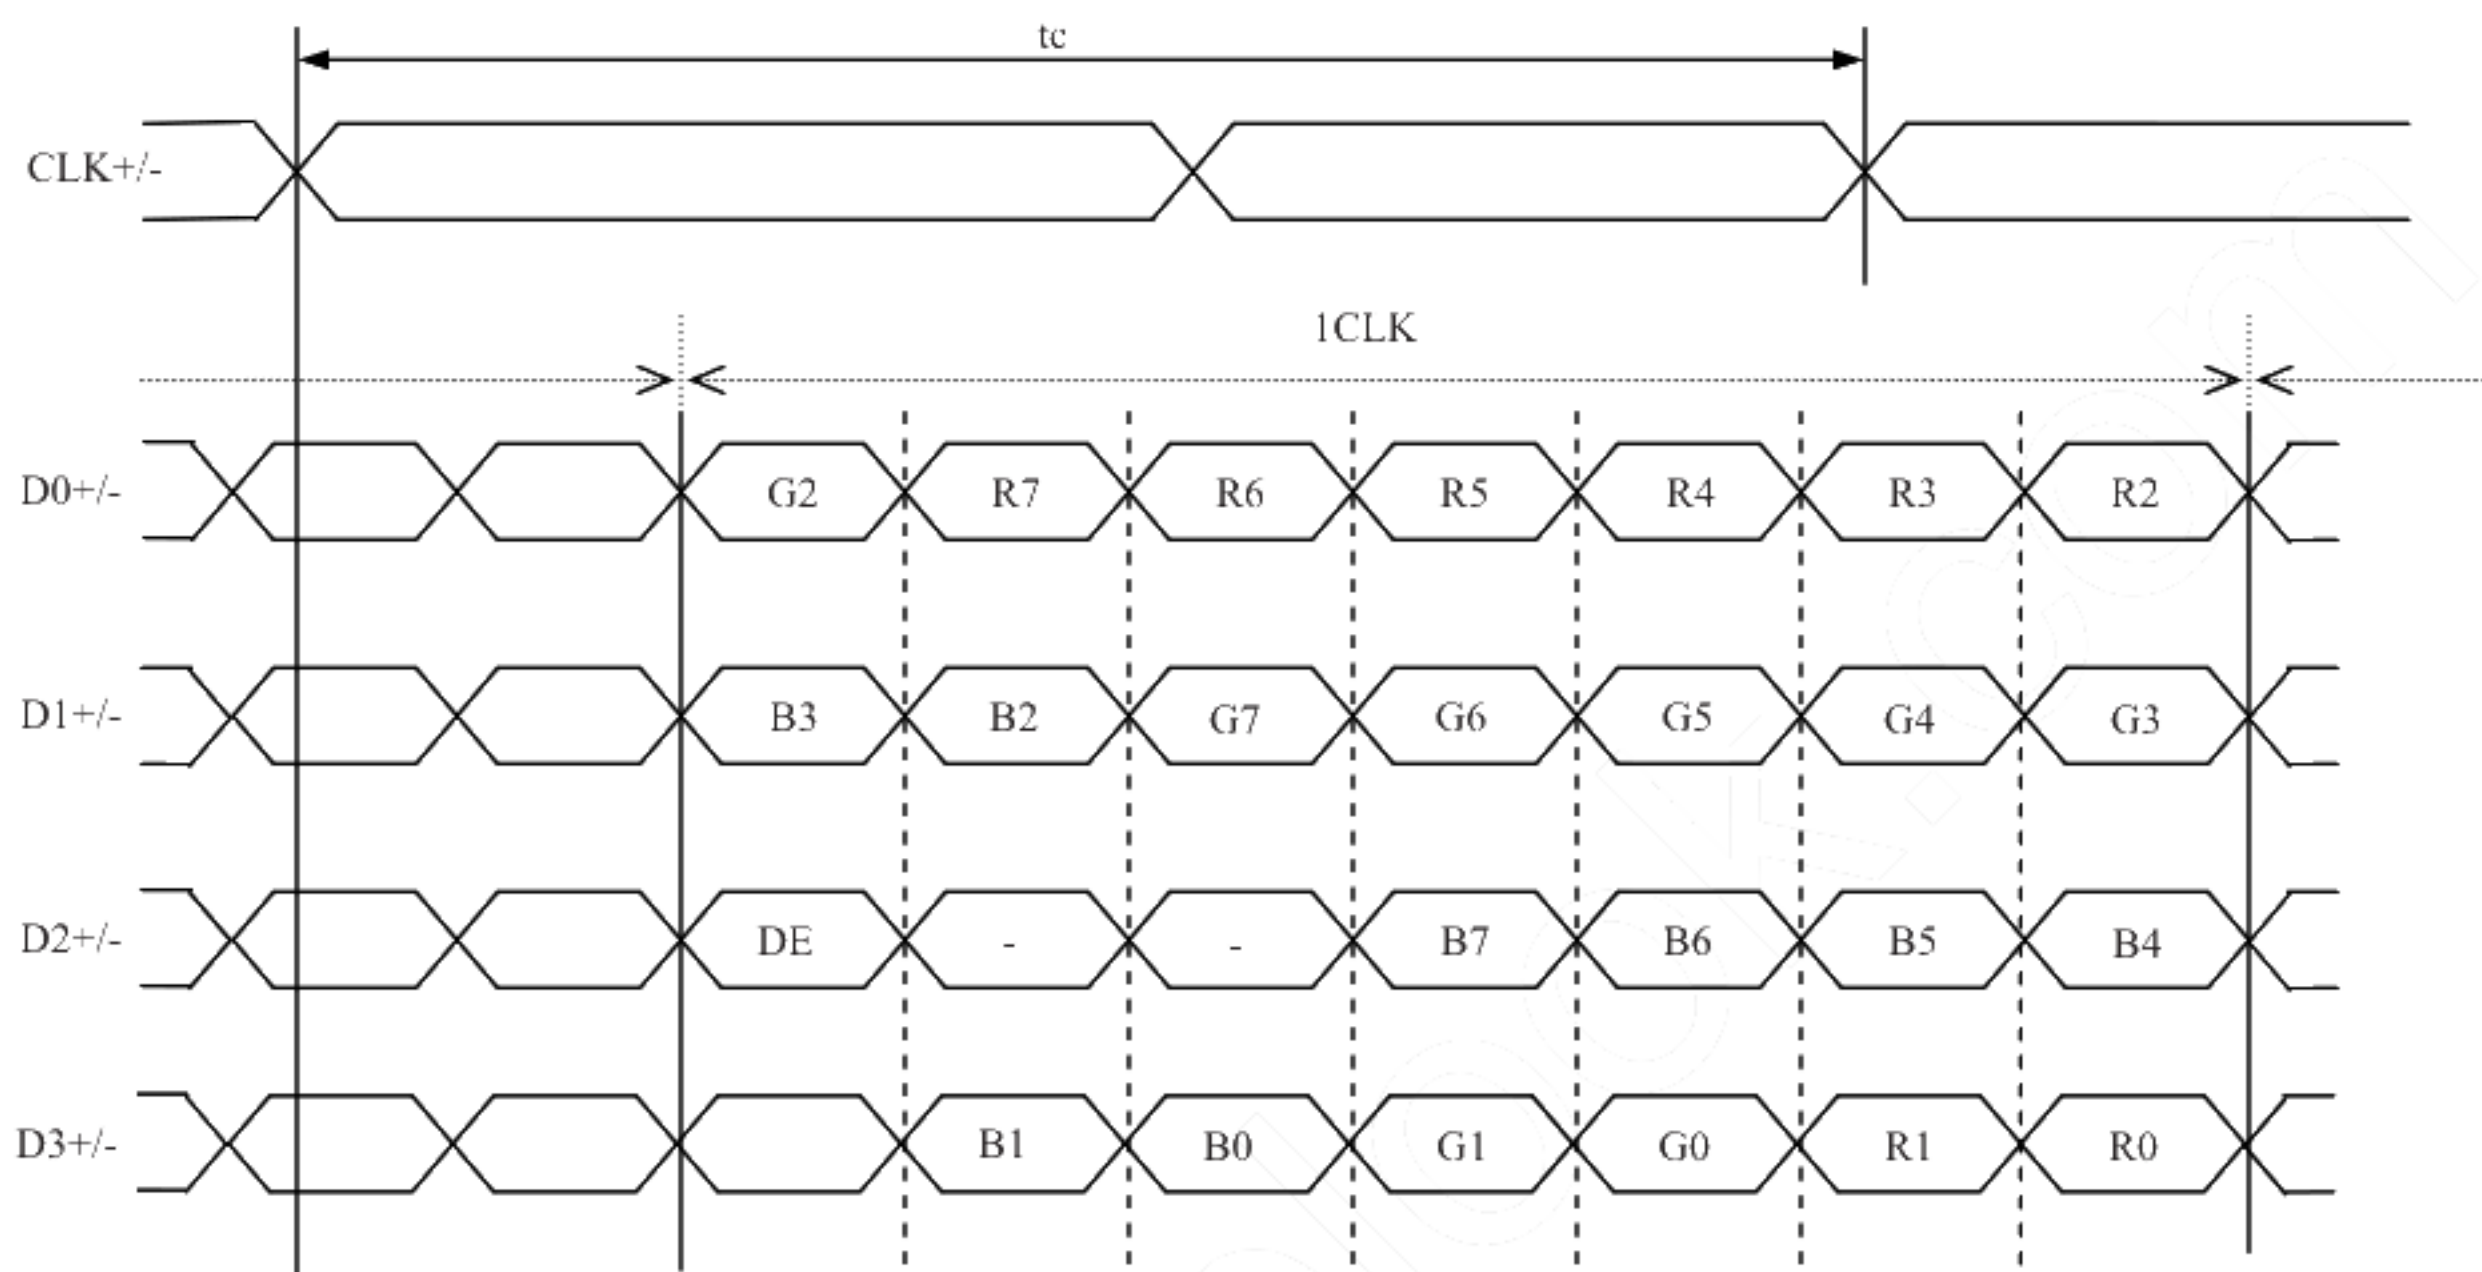 tc
CLK+/-
1CLK
D0+/- G2 R7 R6 R5 R4 R3 R2
D1+/- B3 B2 G7 G6 G5 G4 G3
D2+/- DE - - B7 B6 B5 B4
D3+/- B1 B0 G1 G0 R1 R0